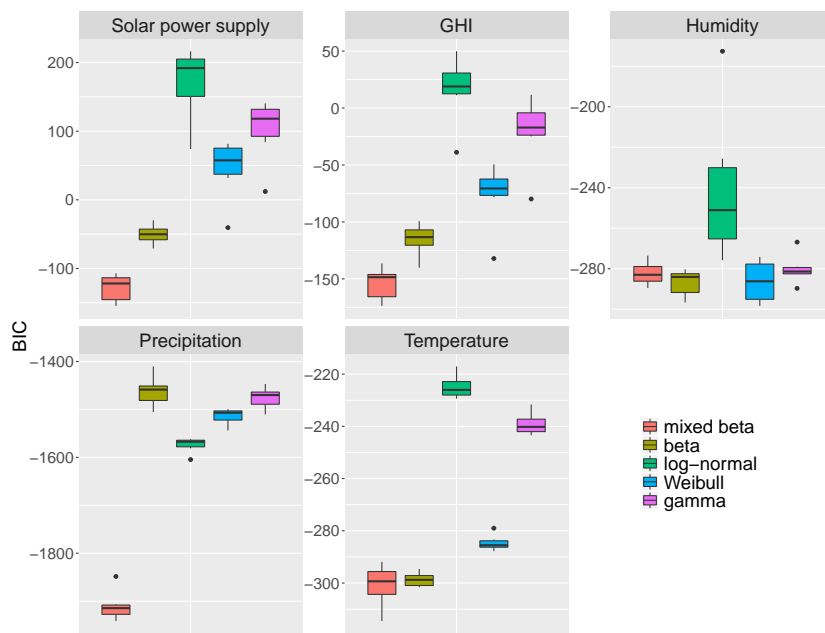 Solar power supply
GHI
Humidity
200
100
0
−100
50
0
−50
−100
−150
−200
−240
−280
BIC
Precipitation
Temperature
−1400
−1600
−1800
−220
−240
−260
−280
−300
mixed beta
beta
log−normal
Weibull
gamma